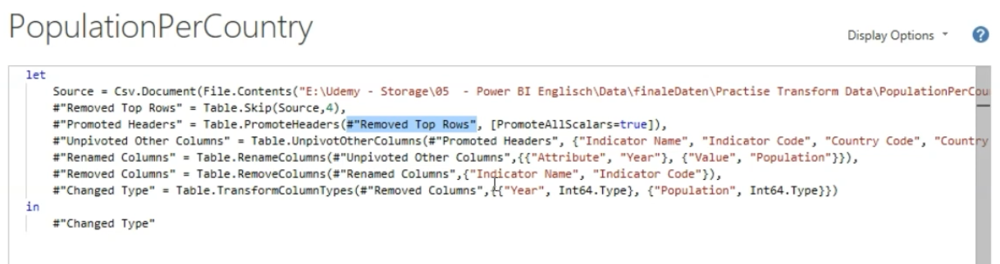 PopulationPerCountry
Display Options
?
let
Source = Csv.Document(File.Contents("E:\Udemy - Storage\05  - Power BI Englisch\Data\finaleDaten\Practise Transform Data\PopulationPerCou
#"Removed Top Rows" = Table.Skip(Source,4),
#"Promoted Headers" = Table.PromoteHeaders(#"Removed Top Rows", [PromoteAllScalars=true]),
#"Unpivoted Other Columns" = Table.UnpivotOtherColumns(#"Promoted Headers", {"Indicator Name", "Indicator Code", "Country Code", "Country
#"Renamed Columns" = Table.RenameColumns(#"Unpivoted Other Columns",{{"Attribute", "Year"}, {"Value", "Population"}}),
#"Removed Columns" = Table.RemoveColumns(#"Renamed Columns",{"Indicator Name", "Indicator Code"}),
#"Changed Type" = Table.TransformColumnTypes(#"Removed Columns",{{"Year", Int64.Type}, {"Population", Int64.Type}})
in
#"Changed Type"